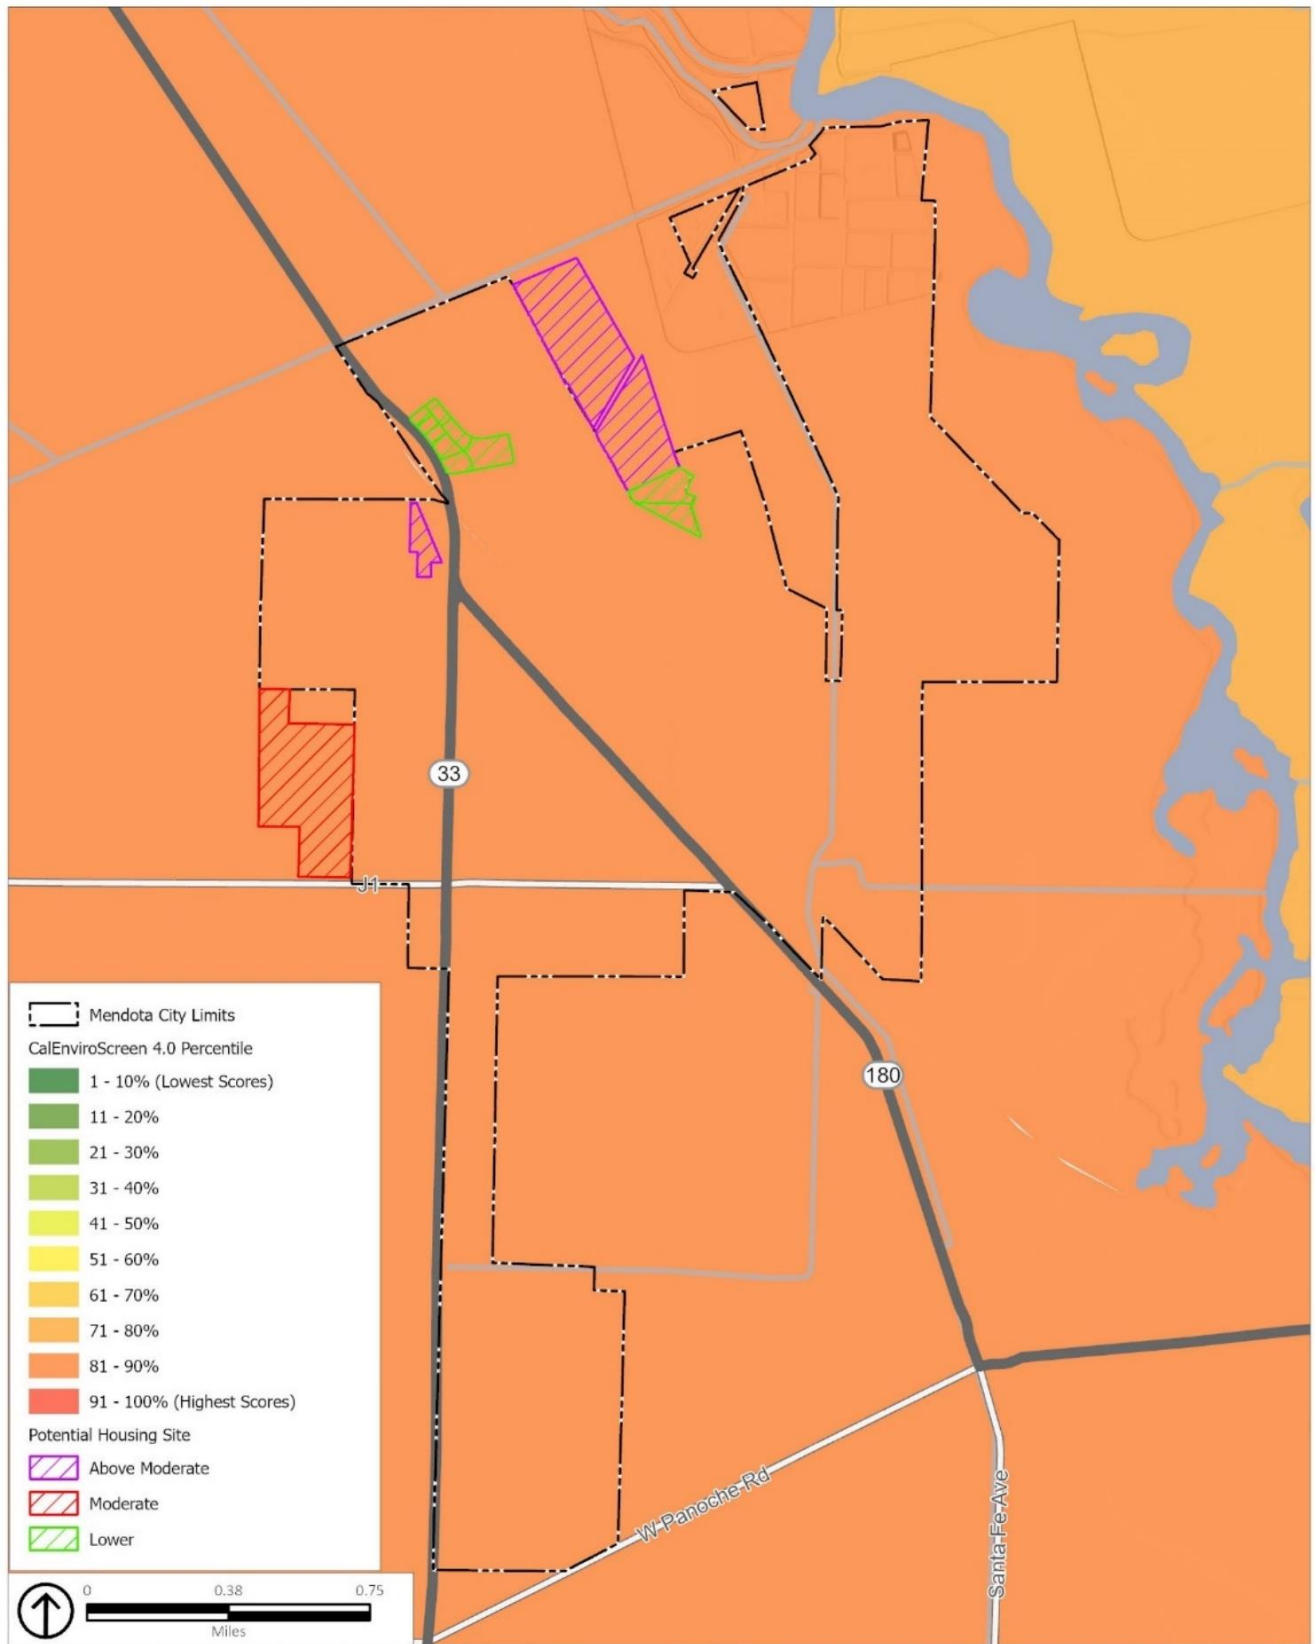 33
J1
180
W Panoche Rd
Santa Fe Ave
Mendota City Limits
CalEnviroScreen 4.0 Percentile
1 - 10% (Lowest Scores)
11 - 20%
21 - 30%
31 - 40%
41 - 50%
51 - 60%
61 - 70%
71 - 80%
81 - 90%
91 - 100% (Highest Scores)
Potential Housing Site
Above Moderate
Moderate
Lower
0 0.38 0.75
Miles